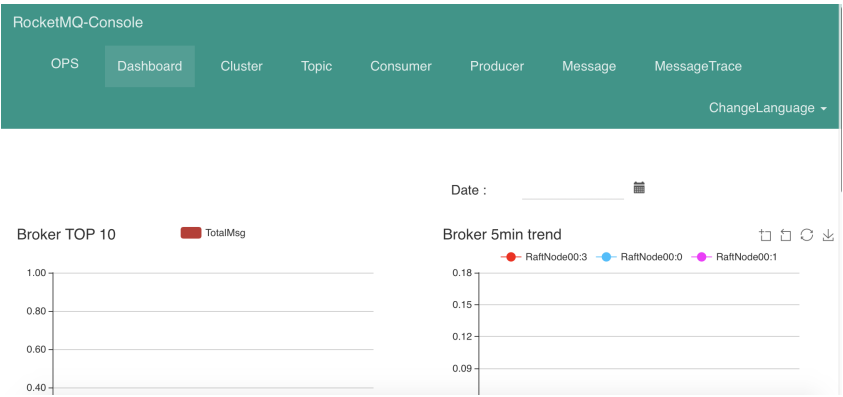 RocketMQ-Console
OPS Dashboard Cluster Topic Consumer Producer Message MessageTrace
ChangeLanguage
Date :
Broker TOP 10
TotalMsg
1.00
0.80
0.60
0.40
Broker 5min trend
RaftNode00:3 RaftNode00:0 RaftNode00:1
0.18
0.15
0.12
0.09